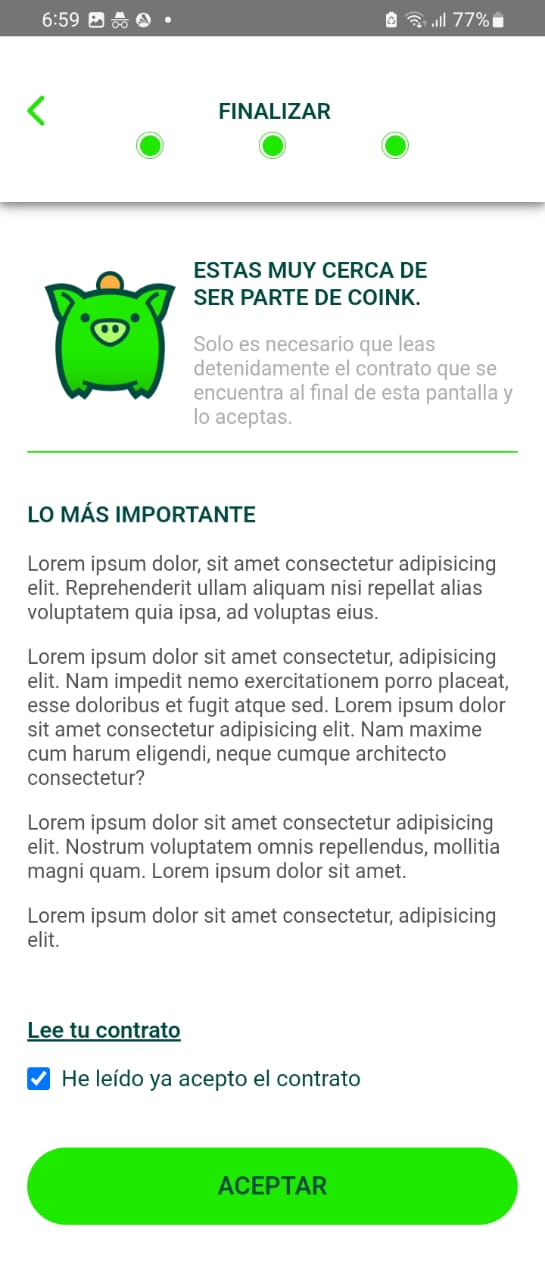 6:59 77%
FINALIZAR
ESTAS MUY CERCA DE
SER PARTE DE COINK.
Solo es necesario que leas
detenidamente el contrato que se
encuentra al final de esta pantalla y
lo aceptas.
LO MÁS IMPORTANTE
Lorem ipsum dolor, sit amet consectetur adipisicing
elit. Reprehenderit ullam aliquam nisi repellat alias
voluptatem quia ipsa, ad voluptas eius.
Lorem ipsum dolor sit amet consectetur, adipisicing
elit. Nam impedit nemo exercitationem porro placeat,
esse doloribus et fugit atque sed. Lorem ipsum dolor
sit amet consectetur adipisicing elit. Nam maxime
cum harum eligendi, neque cumque architecto
consectetur?
Lorem ipsum dolor sit amet consectetur adipisicing
elit. Nostrum voluptatem omnis repellendus, mollitia
magni quam. Lorem ipsum dolor sit amet.
Lorem ipsum dolor sit amet consectetur, adipisicing
elit.
Lee tu contrato
He leído ya acepto el contrato
ACEPTAR